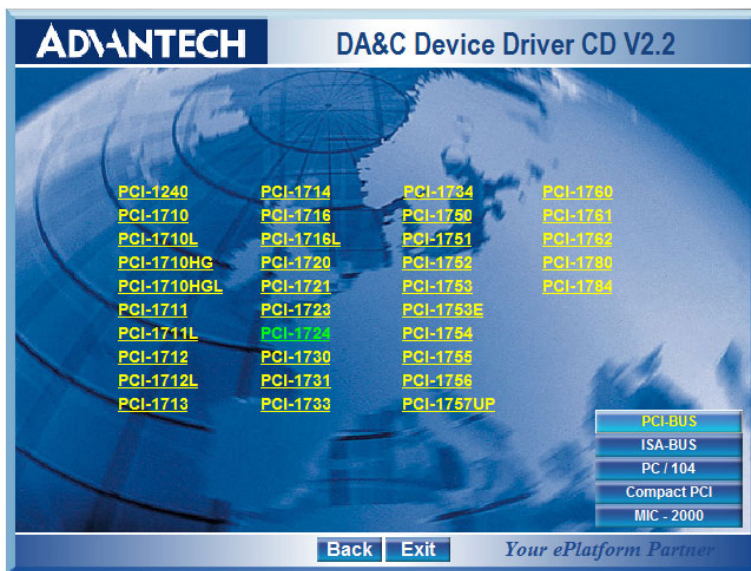 ADVANTECH
DA&C Device Driver CD V2.2
PCI-1240 PCI-1714 PCI-1734 PCI-1760
PCI-1710 PCI-1716 PCI-1750 PCI-1761
PCI-1710L PCI-1716L PCI-1751 PCI-1762
PCI-1710HG PCI-1720 PCI-1752 PCI-1780
PCI-1710HGL PCI-1721 PCI-1753 PCI-1784
PCI-1711 PCI-1723 PCI-1753E
PCI-1711L PCI-1724 PCI-1754
PCI-1712 PCI-1730 PCI-1755
PCI-1712L PCI-1731 PCI-1756
PCI-1713 PCI-1733 PCI-1757UP
PCI-BUS
ISA-BUS
PC / 104
Compact PCI
MIC - 2000
Back Exit Your ePlatform Partner